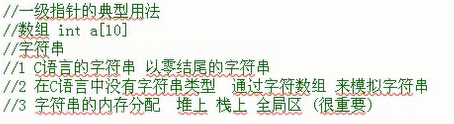 //一级指针的典型用法
//数组 int a[10]
//字符串
//1 C语言的字符串 以零结尾的字符串
//2 在C语言中没有字符串类型 通过字符数组 来模拟字符串
//3 字符串的内存分配 堆上 栈上 全局区 (很重要)